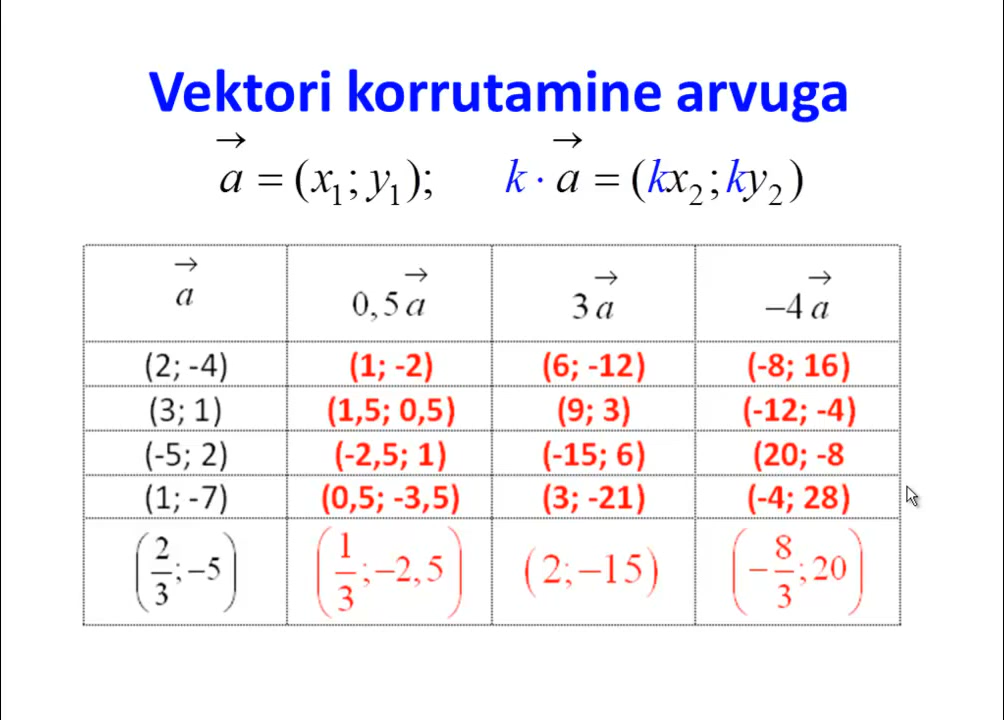 Vektori korrutamine arvuga
→a = (x₁; y₁); k · →a = (kx₂; ky₂)
→a 0,5→a 3→a −4→a
(2; -4) (1; -2) (6; -12) (-8; 16)
(3; 1) (1,5; 0,5) (9; 3) (-12; -4)
(-5; 2) (-2,5; 1) (-15; 6) (20; -8
(1; -7) (0,5; -3,5) (3; -21) (-4; 28)
(2/3; −5) (1/3; −2,5) (2; −15) (−8/3; 20)